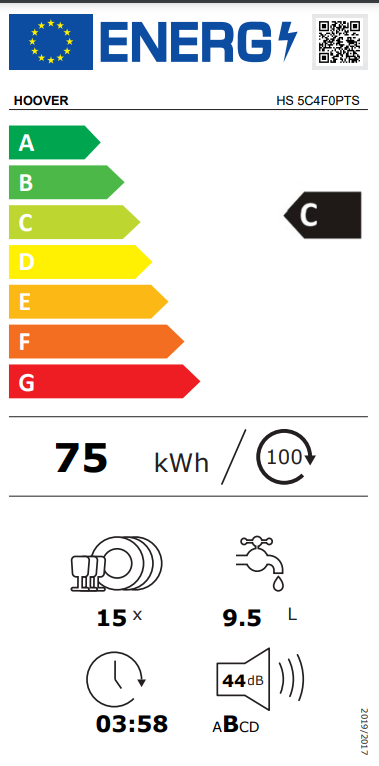 ENERG
HOOVER HS 5C4F0PTS
A
B
C
C
D
E
F
G
75 kWh / 100
15 x 9.5 L
44 dB
03:58 ABCD
2019/2017